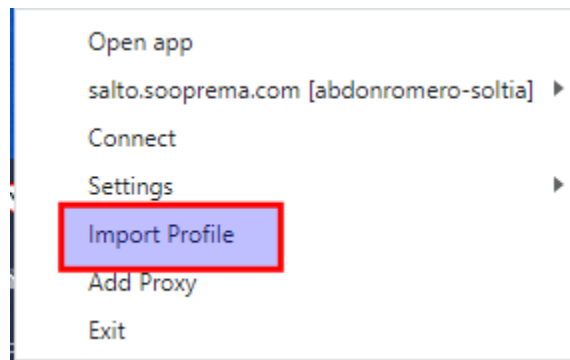 Open app
salto.sooprema.com [abdonromero-soltia]
Connect
Settings
Import Profile
Add Proxy
Exit